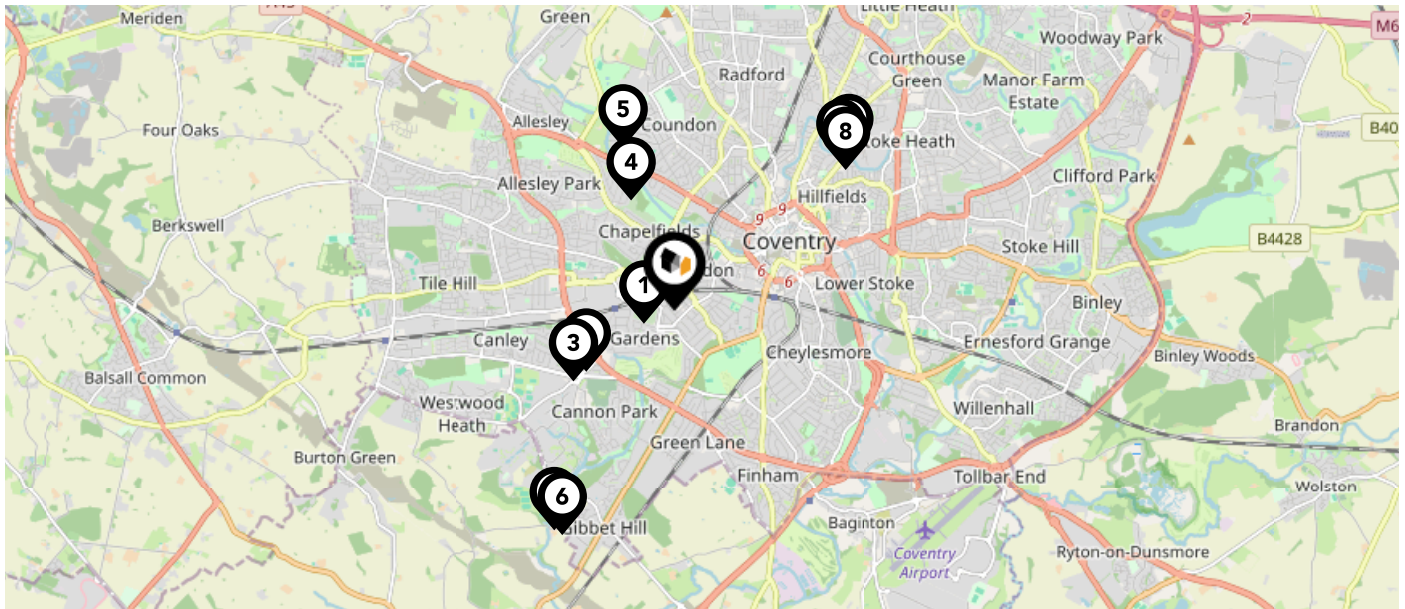 Meriden
A45
Green
Little Heath
2
M6
Woodway Park
Courthouse
Green
Radford
Manor Farm
Estate
5
Allesley
Coundon
Four Oaks
8
Stoke Heath
B40
4
Allesley Park
Clifford Park
Hillfields
Berkswell
9
9
Chapelfields
Coventry
Stoke Hill
B4428
don
6
6
1
Tile Hill
Lower Stoke
Binley
3
Canley
Gardens
Cheylesmore
Ernesford Grange
Binley Woods
Balsall Common
Westwood
Heath
Cannon Park
Willenhall
Brandon
Green Lane
Burton Green
Finham
Tollbar End
Wolston
6
Gibbet Hill
Baginton
Coventry
Airport
Ryton-on-Dunsmore